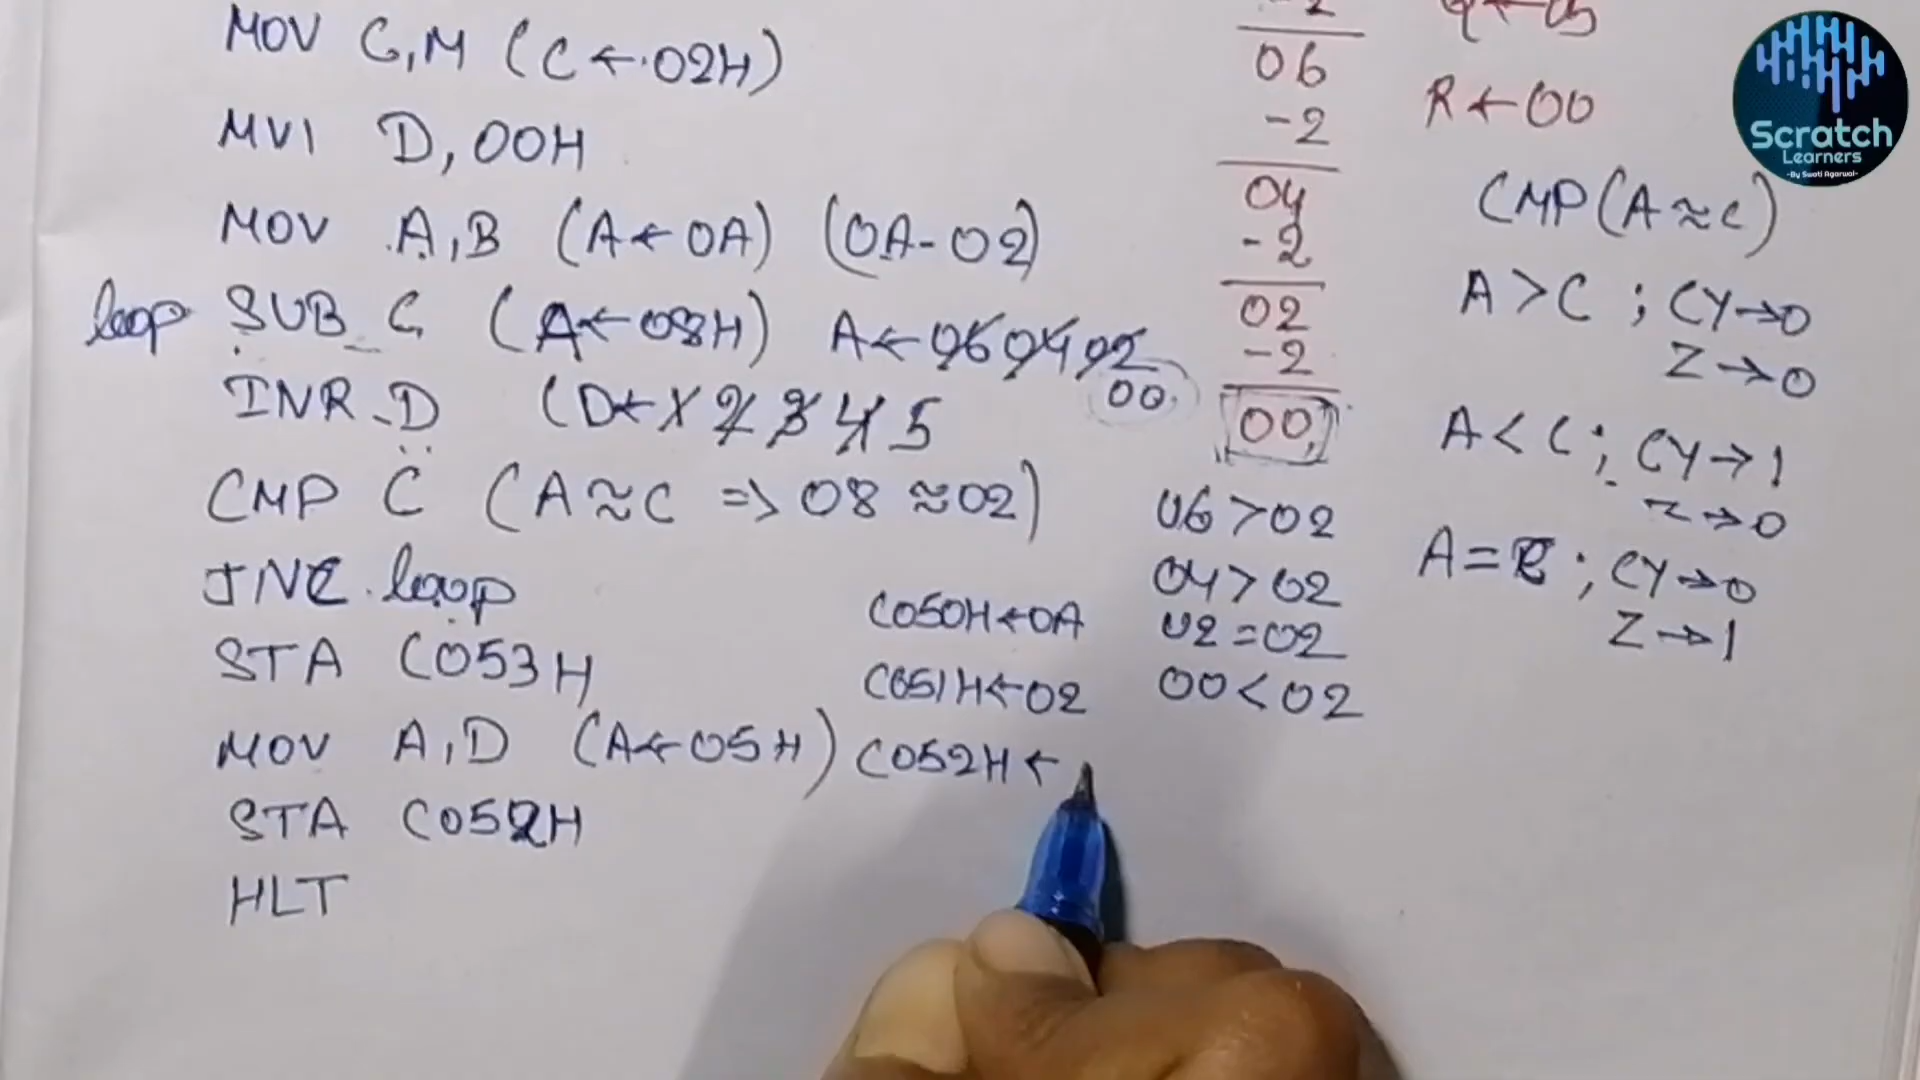 MOV C,M (C ← 02H)
MVI D, 00H
MOV A,B (A ← 0A) (0A - 02)
loop SUB C (A ← 08H) A ← 06 04 02
00
INR D (D ← 1 2 3 4 5
CMP C (A ≈ C => 08 ≈ 02)
JNC loop
STA C053H
MOV A,D (A ← 05H)
STA C052H
HLT
C050H ← 0A
C051H ← 02
C052H ←
06
-2
04
-2
02
-2
00
06 > 02
04 > 02
02 = 02
00 < 02
R ← 00
CMP (A ≈ C)
A > C ; CY → 0
Z → 0
A < C ; CY → 1
Z → 0
A = C ; CY → 0
Z → 1
Scratch
Learners
-By Swati Agarwal-